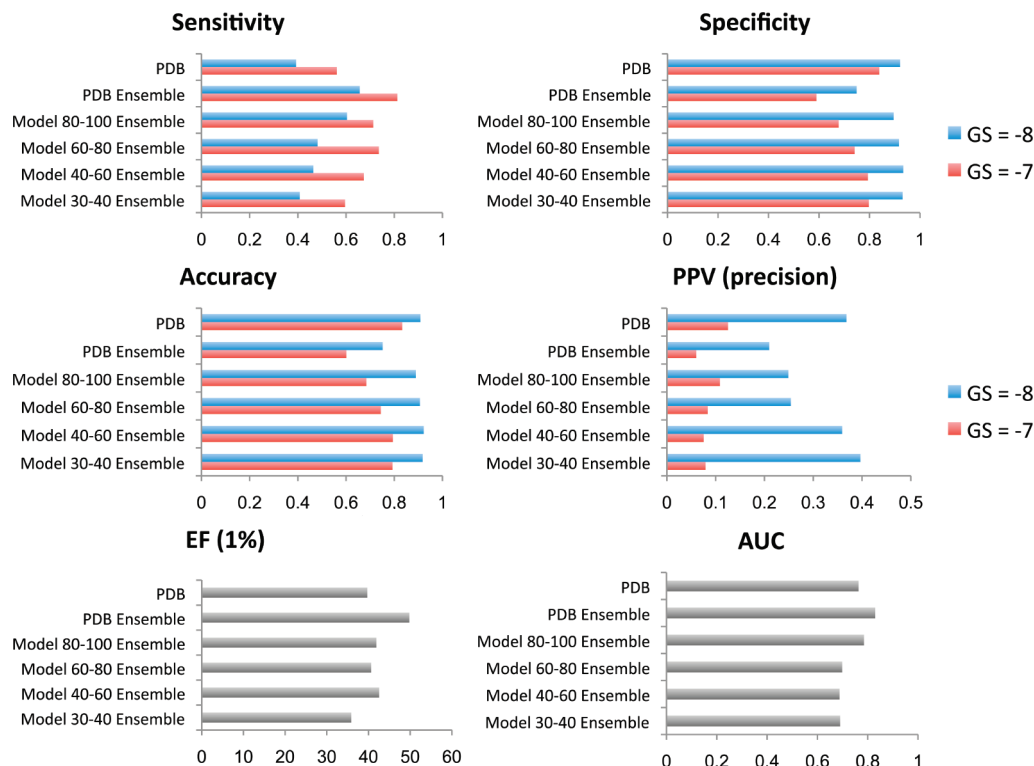 Sensitivity
PDB
PDB Ensemble
Model 80-100 Ensemble
Model 60-80 Ensemble
Model 40-60 Ensemble
Model 30-40 Ensemble
0 0.2 0.4 0.6 0.8 1
Specificity
PDB
PDB Ensemble
Model 80-100 Ensemble
Model 60-80 Ensemble
Model 40-60 Ensemble
Model 30-40 Ensemble
0 0.2 0.4 0.6 0.8 1
GS = -8
GS = -7
Accuracy
PDB
PDB Ensemble
Model 80-100 Ensemble
Model 60-80 Ensemble
Model 40-60 Ensemble
Model 30-40 Ensemble
0 0.2 0.4 0.6 0.8 1
PPV (precision)
PDB
PDB Ensemble
Model 80-100 Ensemble
Model 60-80 Ensemble
Model 40-60 Ensemble
Model 30-40 Ensemble
0 0.1 0.2 0.3 0.4 0.5
GS = -8
GS = -7
EF (1%)
PDB
PDB Ensemble
Model 80-100 Ensemble
Model 60-80 Ensemble
Model 40-60 Ensemble
Model 30-40 Ensemble
0 10 20 30 40 50 60
AUC
PDB
PDB Ensemble
Model 80-100 Ensemble
Model 60-80 Ensemble
Model 40-60 Ensemble
Model 30-40 Ensemble
0 0.2 0.4 0.6 0.8 1